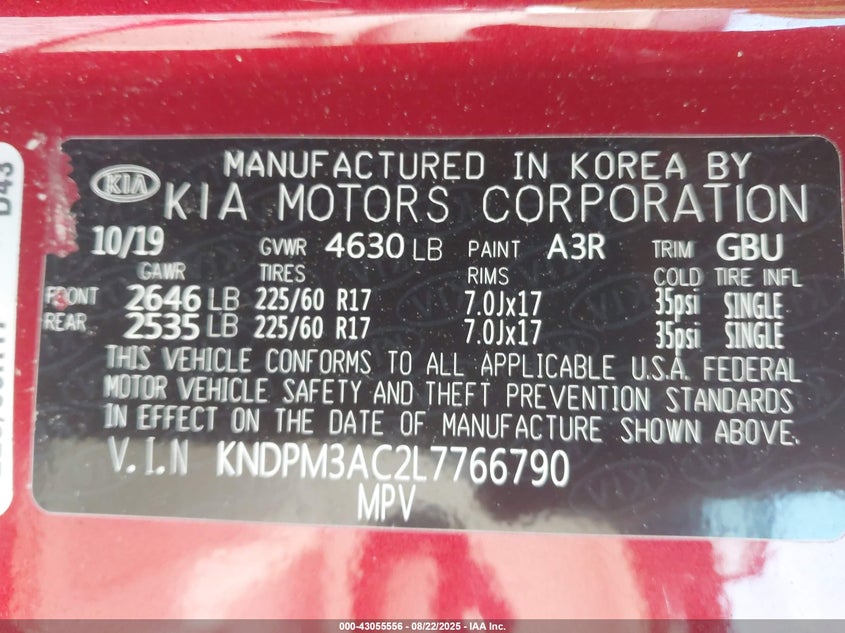 MANUFACTURED IN KOREA BY
KIA KIA MOTORS CORPORATION
10/19 GVWR 4630 LB PAINT A3R TRIM GBU
GAWR TIRES RIMS COLD TIRE INFL
FRONT 2646 LB 225/60 R17 7.0Jx17 35psi SINGLE
REAR 2535 LB 225/60 R17 7.0Jx17 35psi SINGLE
THIS VEHICLE CONFORMS TO ALL APPLICABLE U.S.A. FEDERAL
MOTOR VEHICLE SAFETY AND THEFT PREVENTION STANDARDS
IN EFFECT ON THE DATE OF MANUFACTURE SHOWN ABOVE.
V.I.N KNDPM3AC2L7766790
MPV
D43
000-43055556 - 08/22/2025 - IAA Inc.